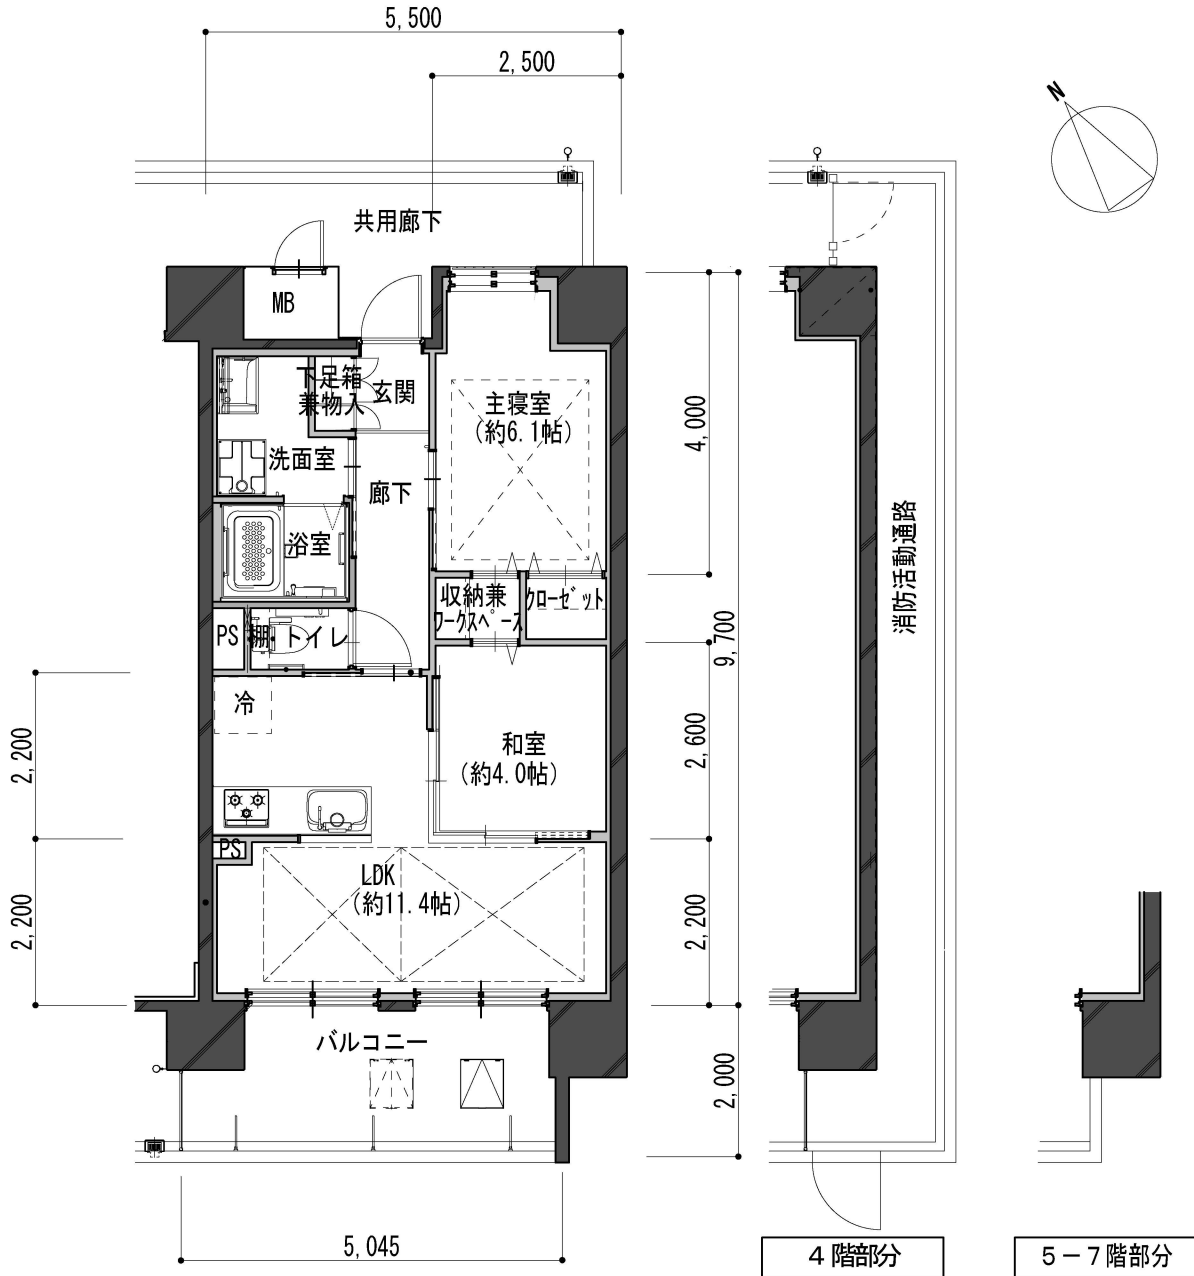 5,500
2,500
N
共用廊下
MB
下足箱
兼物入
玄関
主寝室
(約6.1帖)
4,000
洗面室
廊下
浴室
消防活動通路
収納兼
ワークスペース
クローゼット
9,700
PS
棚
トイレ
冷
和室
(約4.0帖)
2,200
2,600
PS
LDK
(約11.4帖)
2,200
2,200
バルコニー
2,000
5,045
4階部分
5-7階部分